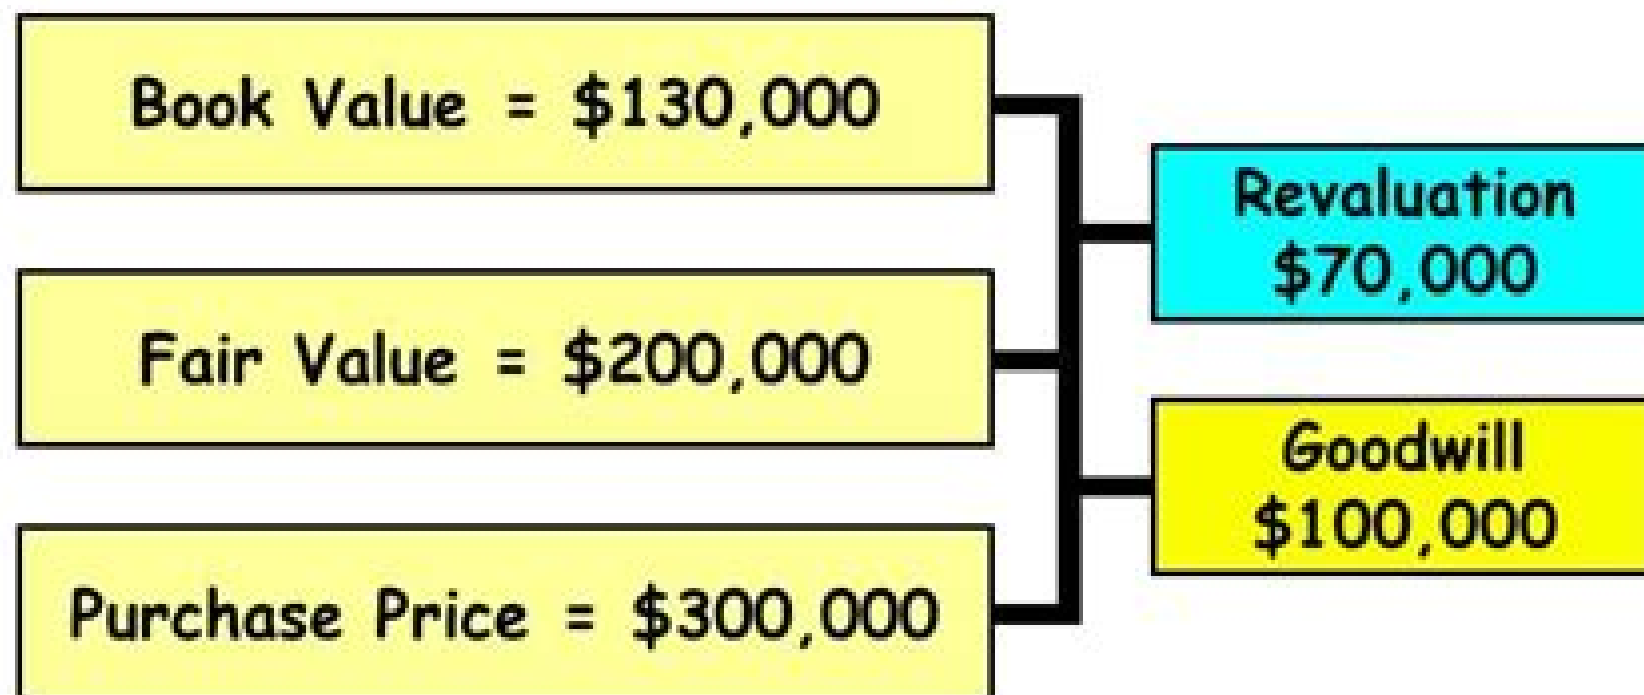 Book Value = $130,000
Revaluation
$70,000
Fair Value = $200,000
Goodwill
$100,000
Purchase Price = $300,000